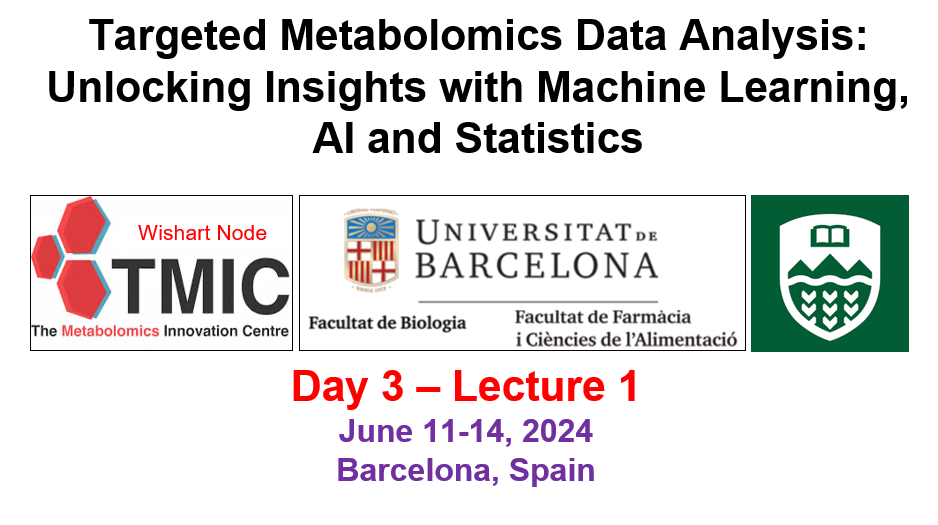 Targeted Metabolomics Data Analysis:
Unlocking Insights with Machine Learning,
AI and Statistics
Wishart Node
TMIC
The Metabolomics Innovation Centre
UNIVERSITAT DE
BARCELONA
Facultat de Biologia
Facultat de Farmàcia
i Ciències de l'Alimentació
Day 3 – Lecture 1
June 11-14, 2024
Barcelona, Spain